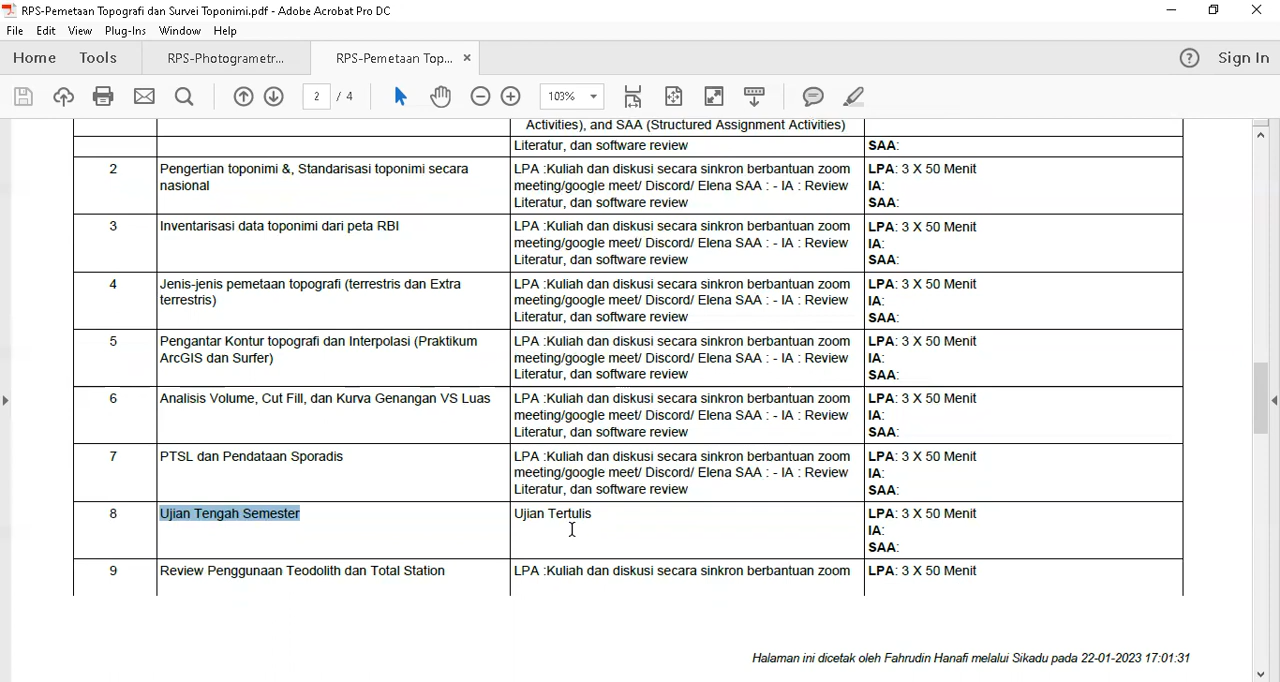 RPS-Pemetaan Topografi dan Survei Toponimi.pdf - Adobe Acrobat Pro DC
File Edit View Plug-Ins Window Help
Home Tools RPS-Photogrametr... RPS-Pemetaan Top... × ? Sign In
2 / 4 103%
Activities), and SAA (Structured Assignment Activities)
Literatur, dan software review SAA:
2 Pengertian toponimi &, Standarisasi toponimi secara LPA :Kuliah dan diskusi secara sinkron berbantuan zoom LPA: 3 X 50 Menit
nasional meeting/google meet/ Discord/ Elena SAA : - IA : Review IA:
Literatur, dan software review SAA:
3 Inventarisasi data toponimi dari peta RBI LPA :Kuliah dan diskusi secara sinkron berbantuan zoom LPA: 3 X 50 Menit
meeting/google meet/ Discord/ Elena SAA : - IA : Review IA:
Literatur, dan software review SAA:
4 Jenis-jenis pemetaan topografi (terrestris dan Extra LPA :Kuliah dan diskusi secara sinkron berbantuan zoom LPA: 3 X 50 Menit
terrestris) meeting/google meet/ Discord/ Elena SAA : - IA : Review IA:
Literatur, dan software review SAA:
5 Pengantar Kontur topografi dan Interpolasi (Praktikum LPA :Kuliah dan diskusi secara sinkron berbantuan zoom LPA: 3 X 50 Menit
ArcGIS dan Surfer) meeting/google meet/ Discord/ Elena SAA : - IA : Review IA:
Literatur, dan software review SAA:
6 Analisis Volume, Cut Fill, dan Kurva Genangan VS Luas LPA :Kuliah dan diskusi secara sinkron berbantuan zoom LPA: 3 X 50 Menit
meeting/google meet/ Discord/ Elena SAA : - IA : Review IA:
Literatur, dan software review SAA:
7 PTSL dan Pendataan Sporadis LPA :Kuliah dan diskusi secara sinkron berbantuan zoom LPA: 3 X 50 Menit
meeting/google meet/ Discord/ Elena SAA : - IA : Review IA:
Literatur, dan software review SAA:
8 Ujian Tengah Semester Ujian Tertulis LPA: 3 X 50 Menit
IA:
SAA:
9 Review Penggunaan Teodolith dan Total Station LPA :Kuliah dan diskusi secara sinkron berbantuan zoom LPA: 3 X 50 Menit
Halaman ini dicetak oleh Fahrudin Hanafi melalui Sikadu pada 22-01-2023 17:01:31